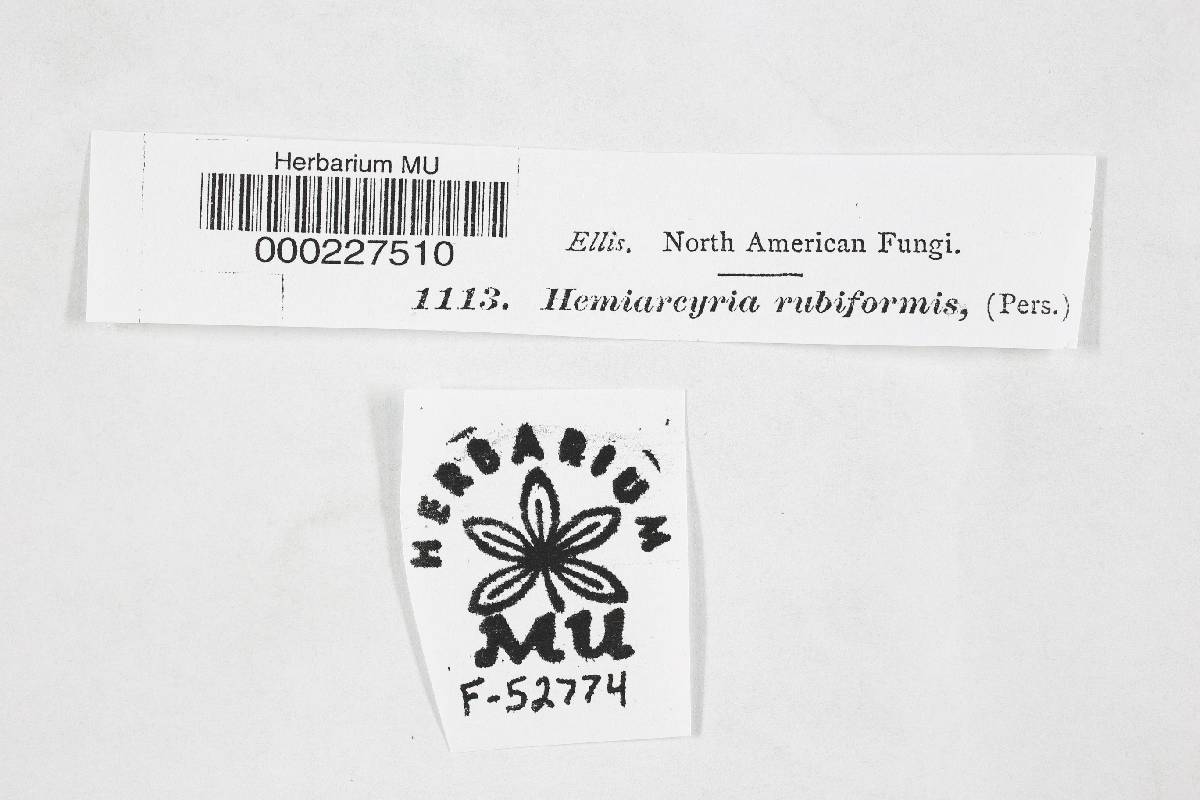 Herbarium MU
000227510
Ellis. North American Fungi.
1113. Hemiarcyria rubiformis, (Pers.)
HERBARIUM
MU
F-52774